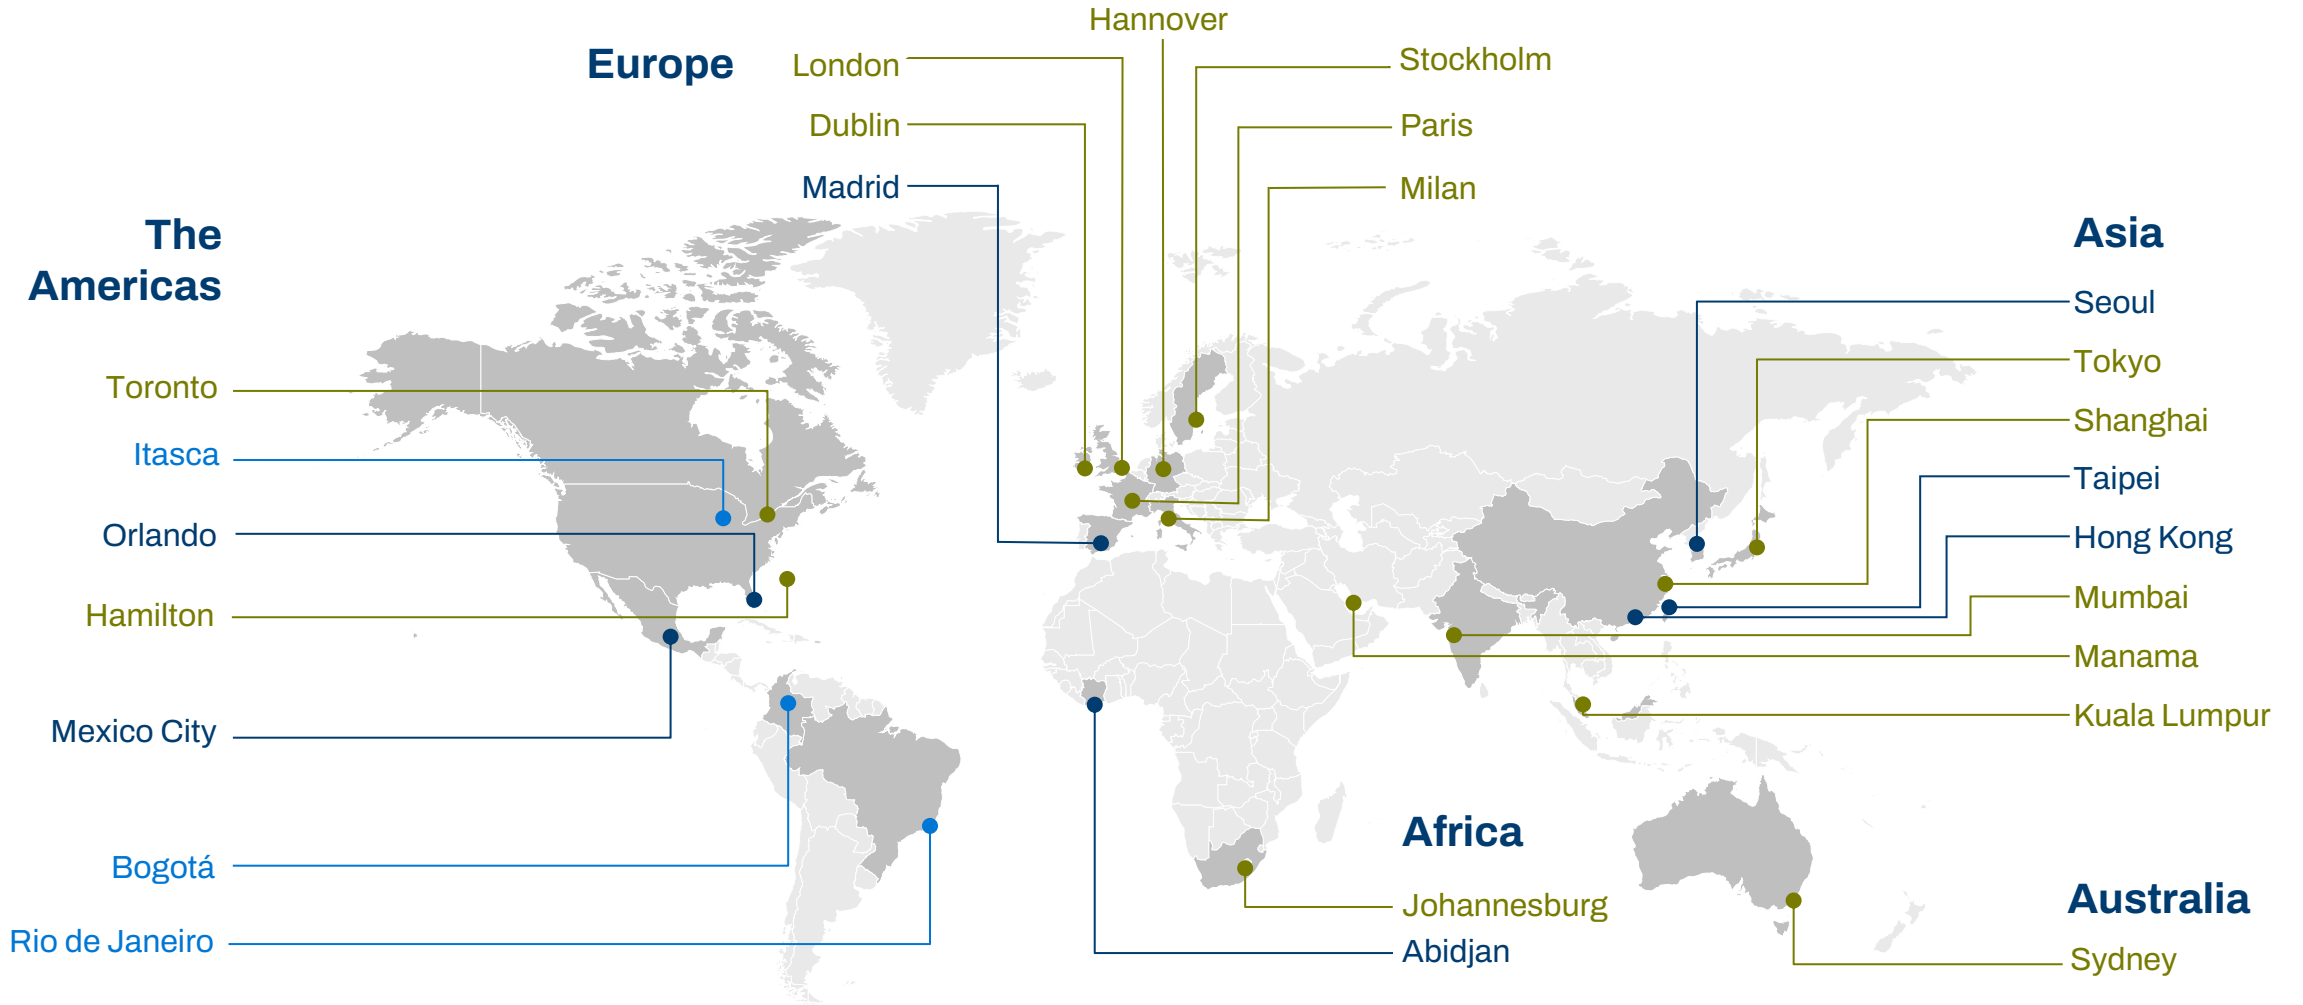 Hannover
Europe
London
Stockholm
Dublin
Paris
Madrid
Milan
The
Americas
Toronto
Itasca
Orlando
Hamilton
Mexico City
Bogotá
Rio de Janeiro
Asia
Seoul
Tokyo
Shanghai
Taipei
Hong Kong
Mumbai
Manama
Kuala Lumpur
Africa
Johannesburg
Abidjan
Australia
Sydney